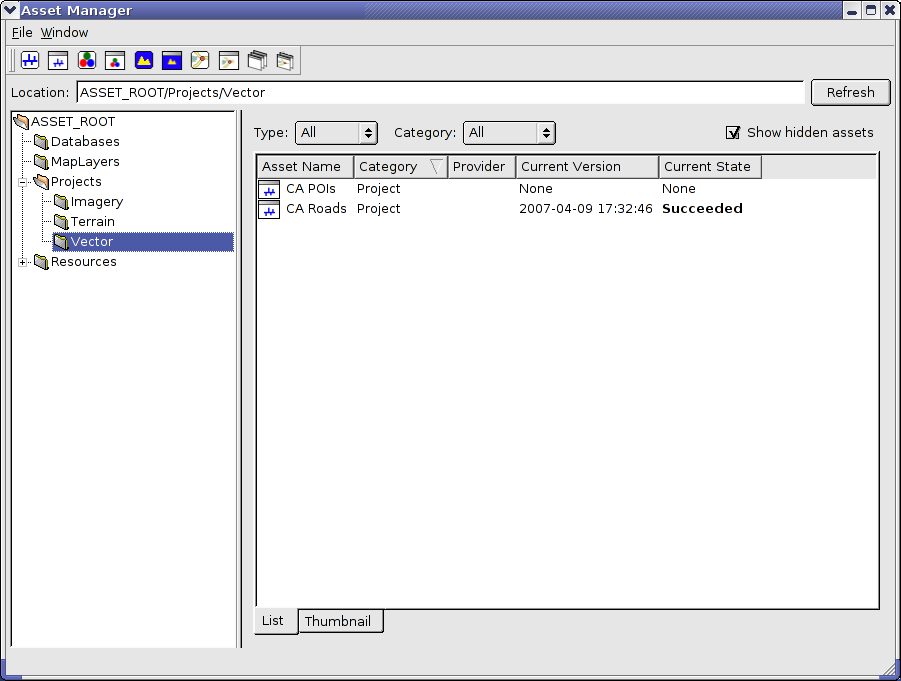 Asset Manager
File Window
Location: ASSET_ROOT/Projects/Vector Refresh
ASSET_ROOT
Databases
MapLayers
Projects
Imagery
Terrain
Vector
Resources
Type: All Category: All Show hidden assets
Asset Name Category Provider Current Version Current State
CA POIs Project None None
CA Roads Project 2007-04-09 17:32:46 Succeeded
List Thumbnail